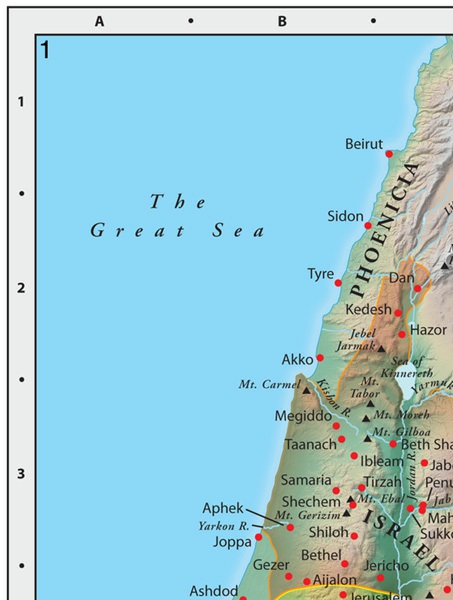 A • B •
1
1
•
2
•
3
•
Beirut
The
Great Sea
Sidon
PHOENICIA
Tyre
Dan
Kedesh
Hazor
Jebel
Jarmak
Akko
Sea of
Kinnereth
Mt. Carmel
Kishon R.
Mt.
Tabor
Mt. Moreh
Megiddo
Mt. Gilboa
Taanach
Ibleam
Jordan R.
Samaria
Tirzah
Shechem
Mt. Ebal
Mt. Gerizim
Aphek
Yarkon R.
Joppa
Shiloh
ISRAEL
Bethel
Gezer
Jericho
Aijalon
Ashdod
Jerusalem